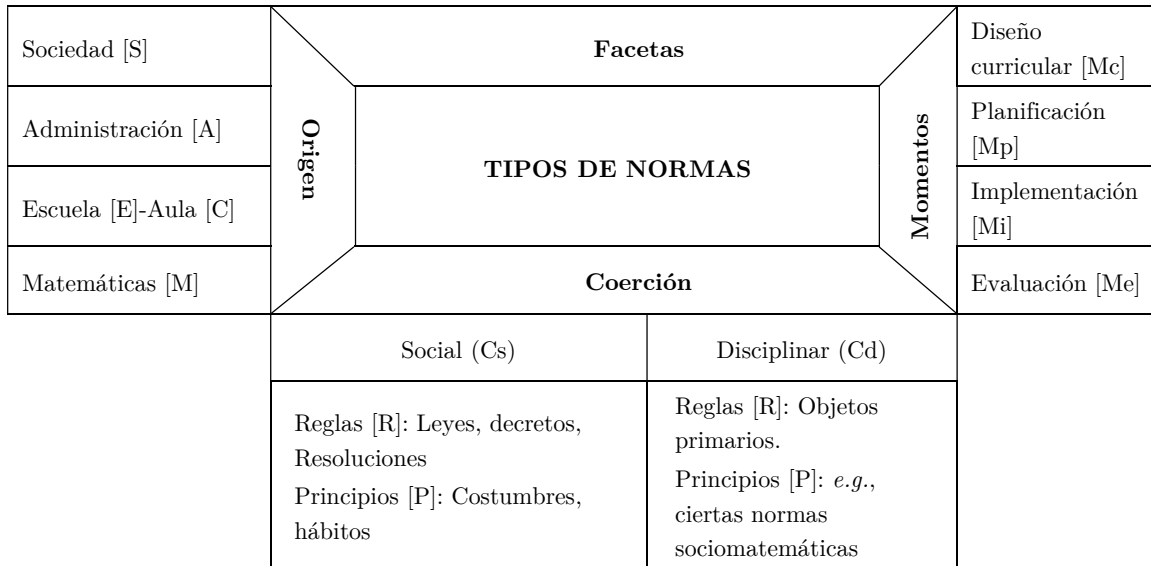 Sociedad [S]
Administración [A]
Escuela [E]-Aula [C]
Matemáticas [M]
Origen
Facetas
TIPOS DE NORMAS
Coerción
Momentos
Diseño
curricular [Mc]
Planificación
[Mp]
Implementación
[Mi]
Evaluación [Me]
Social (Cs)
Reglas [R]: Leyes, decretos,
Resoluciones
Principios [P]: Costumbres,
hábitos
Disciplinar (Cd)
Reglas [R]: Objetos
primarios.
Principios [P]: e.g.,
ciertas normas
sociomatemáticas